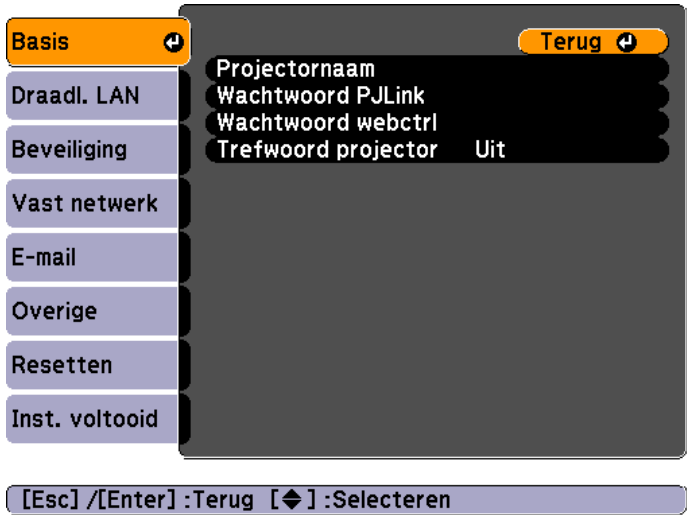 Basis
Draadl. LAN
Beveiliging
Vast netwerk
E-mail
Overige
Resetten
Inst. voltooid
Terug
Projectornaam
Wachtwoord PJLink
Wachtwoord webctrl
Trefwoord projector Uit
[Esc] /[Enter] :Terug [◆] :Selecteren